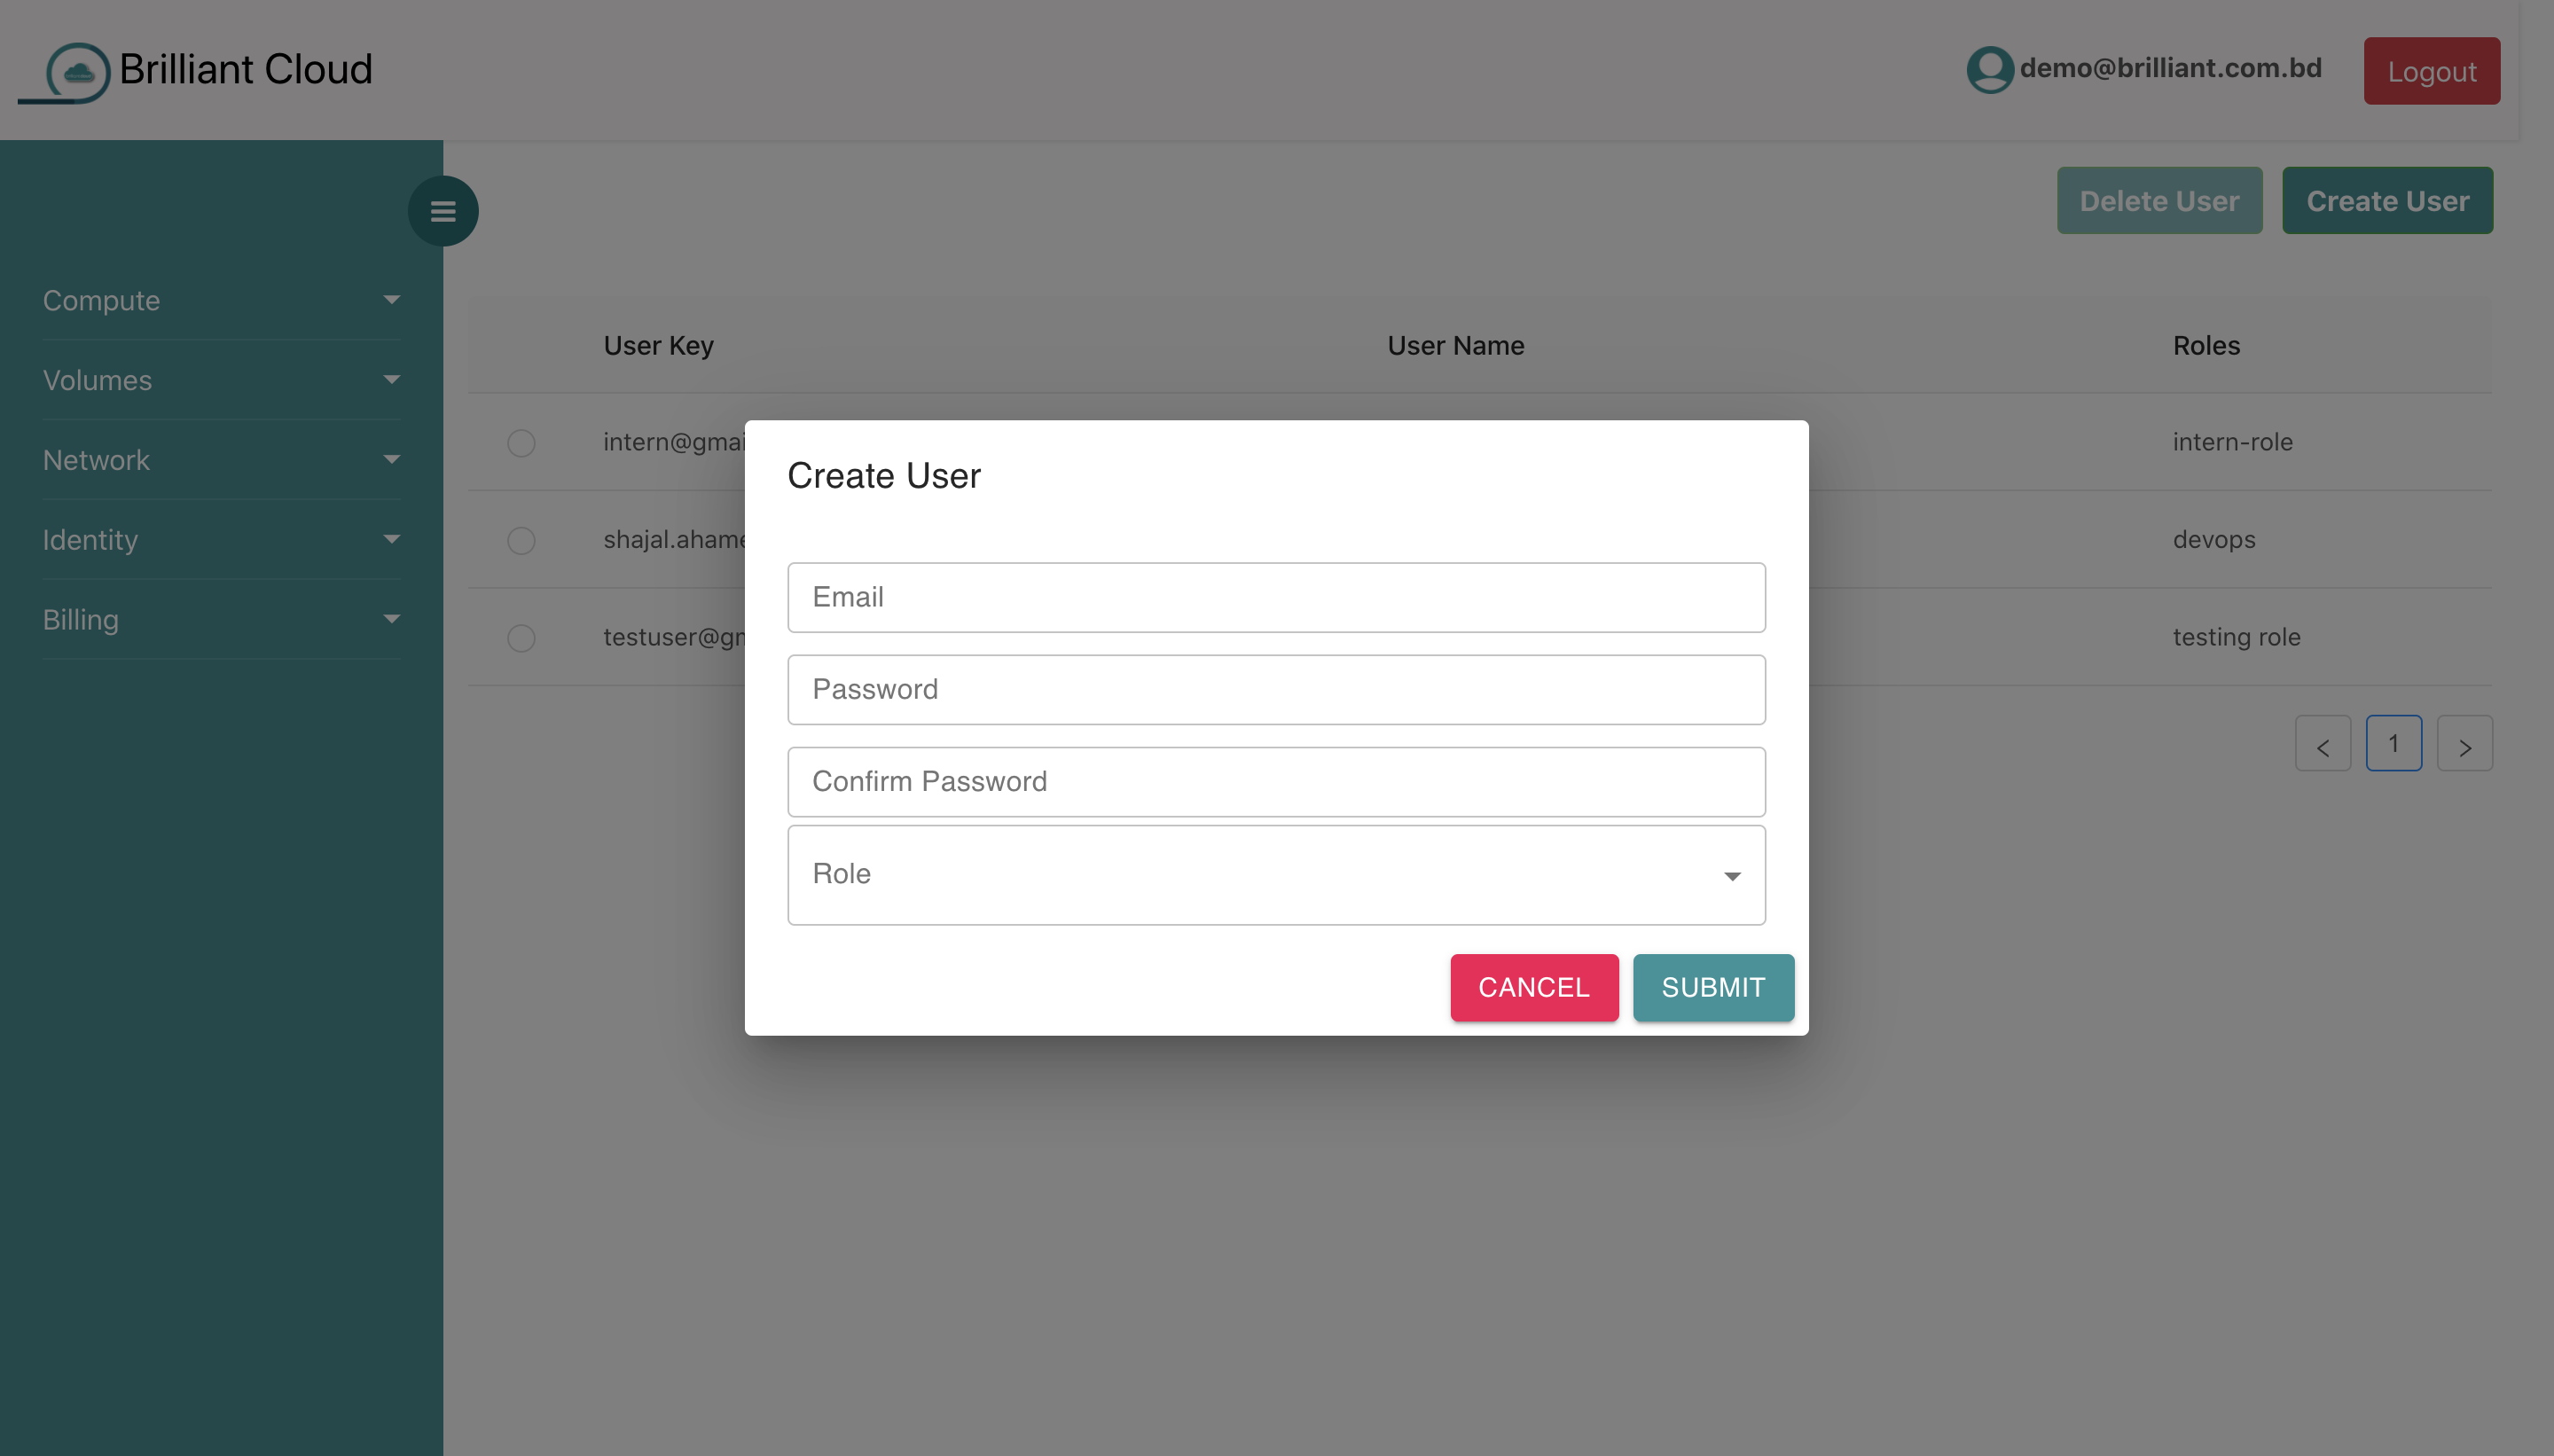 Brilliant Cloud
demo@brilliant.com.bd
Logout
Delete User
Create User
Compute
Volumes
Network
Identity
Billing
User Key
User Name
Roles
intern@gmai
intern-role
shajal.ahame
devops
testuser@gm
testing role
<
1
>
Create User
Email
Password
Confirm Password
Role
CANCEL
SUBMIT